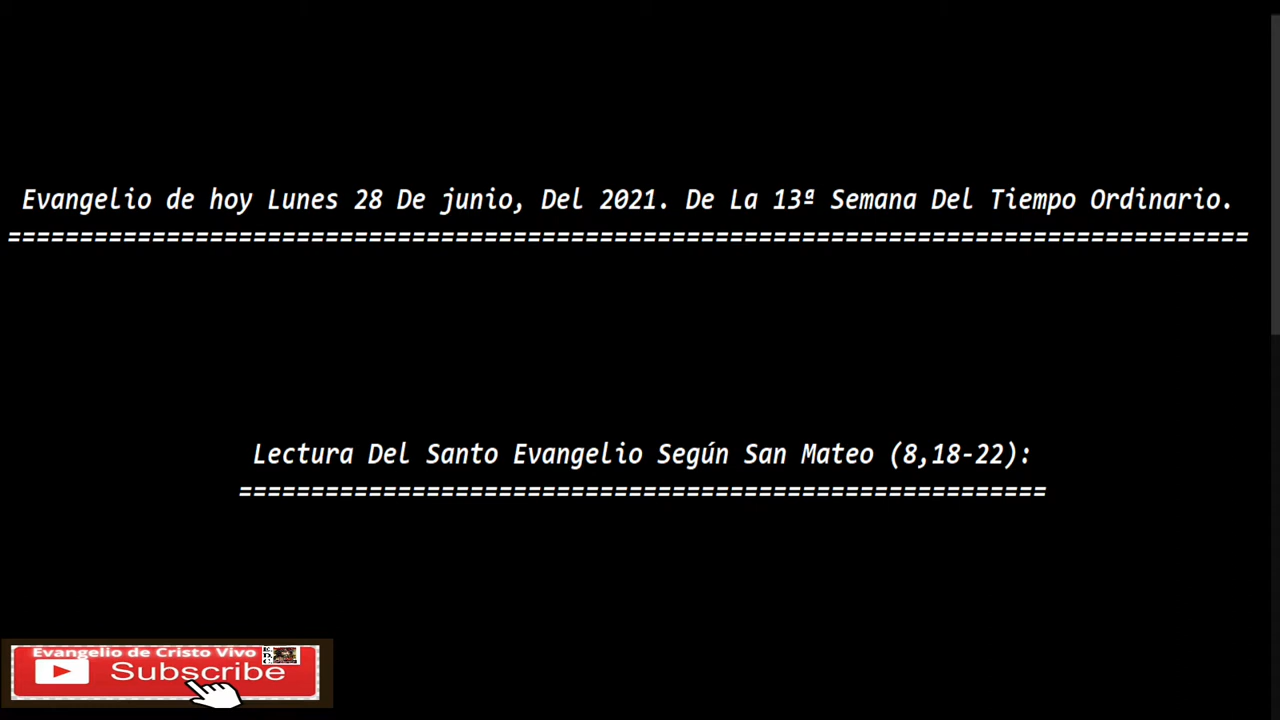 Evangelio de hoy Lunes 28 De junio, Del 2021. De La 13ª Semana Del Tiempo Ordinario.
======================================================================================
Lectura Del Santo Evangelio Según San Mateo (8,18-22):
========================================================
Evangelio de Cristo Vivo
Subscribe